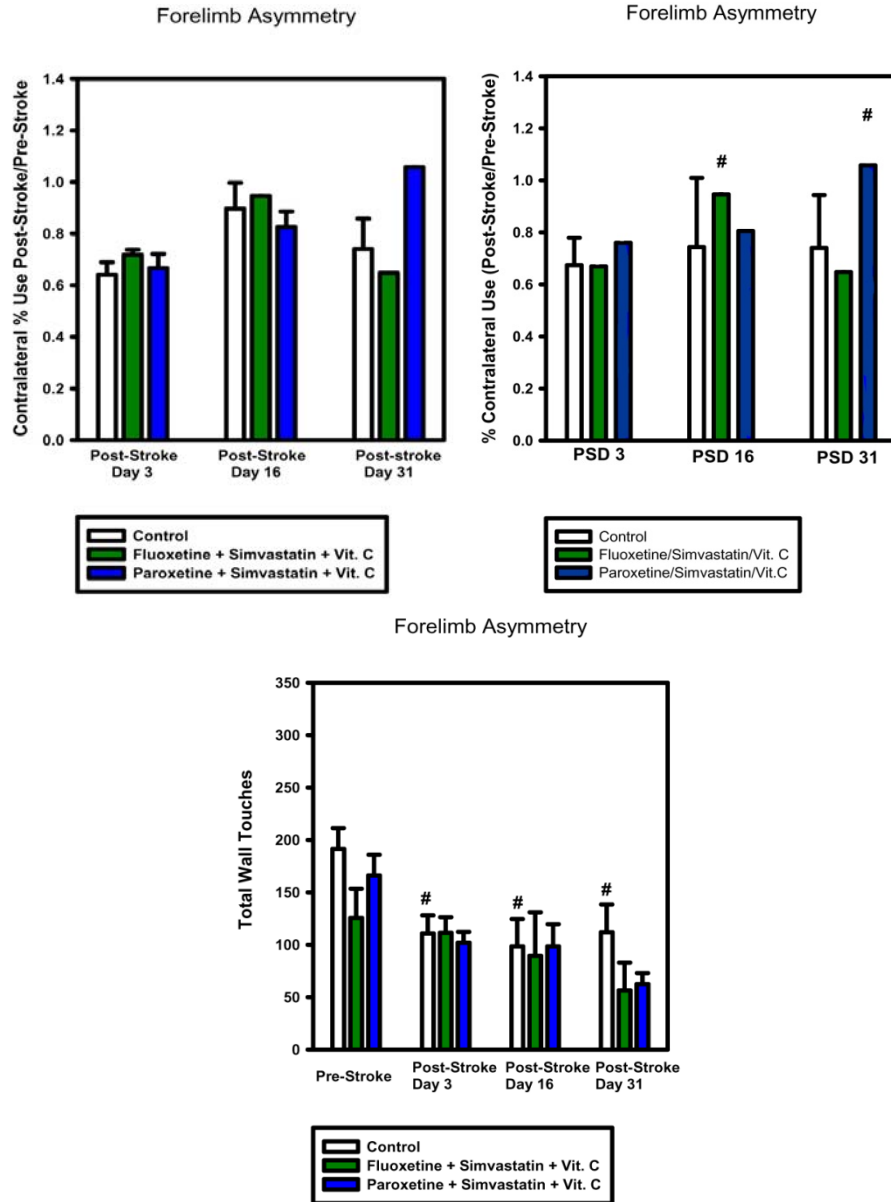 Forelimb Asymmetry
Contralateral % Use Post-Stroke/Pre-Stroke
1.4
1.2
1.0
0.8
0.6
0.4
0.2
0.0
Post-Stroke Day 3
Post-Stroke Day 16
Post-stroke Day 31
Control
Fluoxetine + Simvastatin + Vit. C
Paroxetine + Simvastatin + Vit. C
Forelimb Asymmetry
% Contralateral Use (Post-Stroke/Pre-Stroke)
1.4
1.2
1.0
0.8
0.6
0.4
0.2
0.0
#
#
PSD 3
PSD 16
PSD 31
Control
Fluoxetine/Simvastatin/Vit. C
Paroxetine/Simvastatin/Vit.C
Forelimb Asymmetry
Total Wall Touches
350
300
250
200
150
100
50
0
#
#
#
Pre-Stroke
Post-Stroke
Day 3
Post-Stroke
Day 16
Post-Stroke
Day 31
Control
Fluoxetine + Simvastatin + Vit. C
Paroxetine + Simvastatin + Vit. C